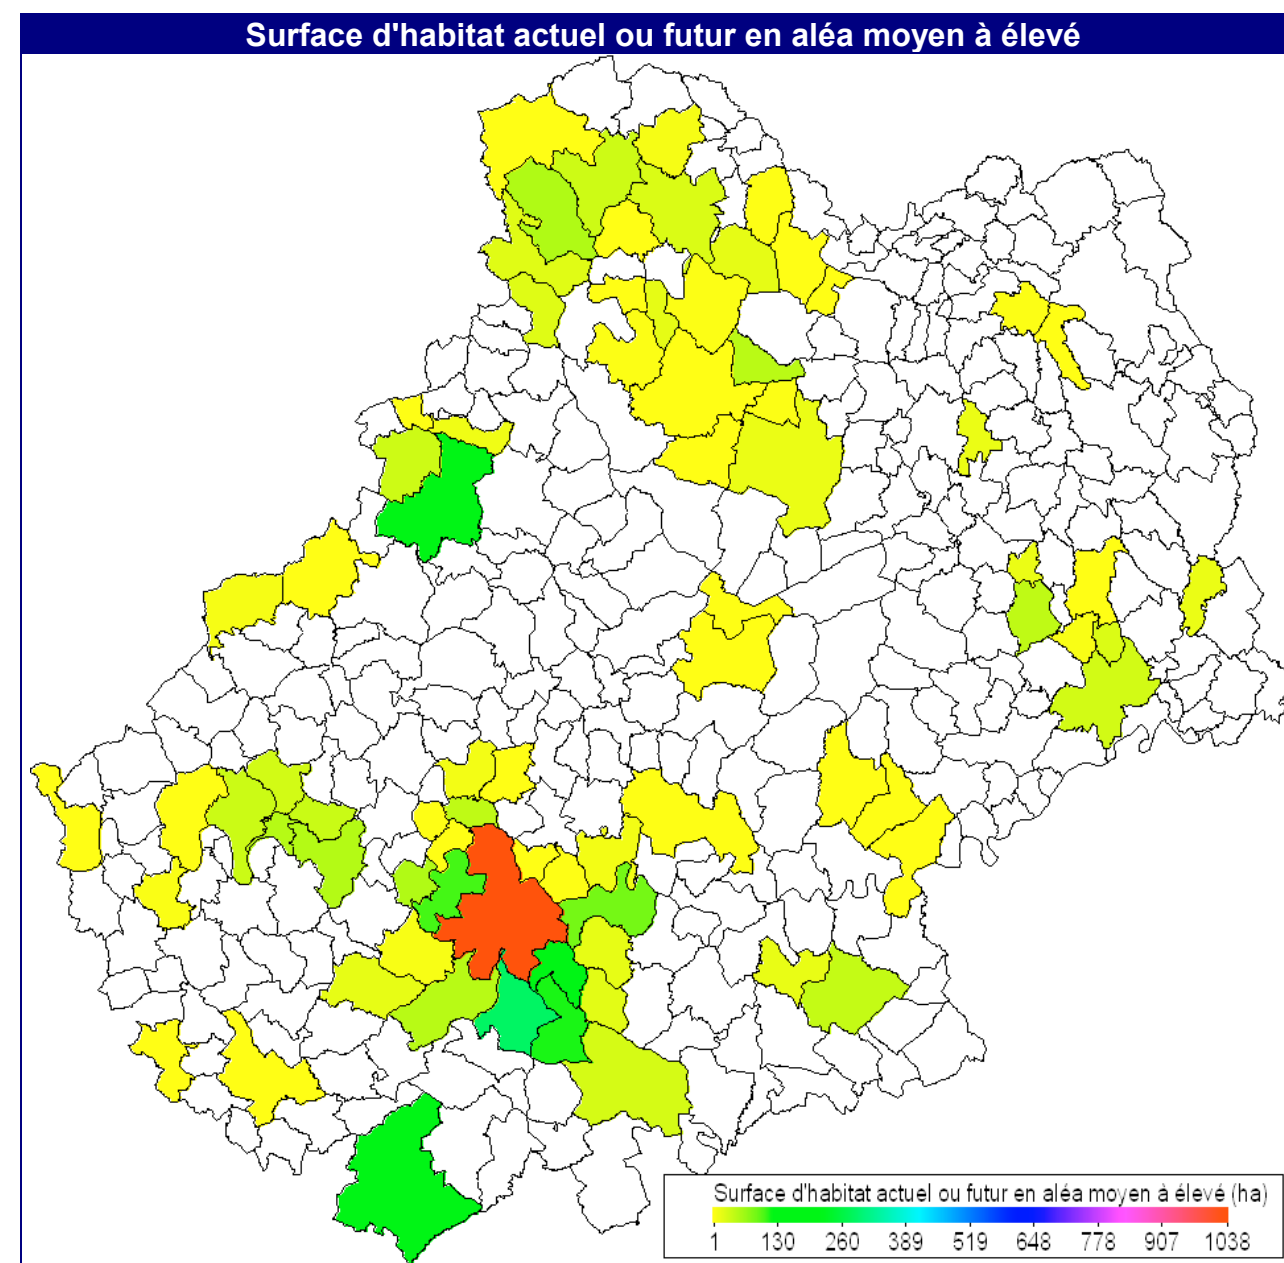 Surface d'habitat actuel ou futur en aléa moyen à élevé
Surface d'habitat actuel ou futur en aléa moyen à élevé (ha)
1 130 260 389 519 648 778 907 1038